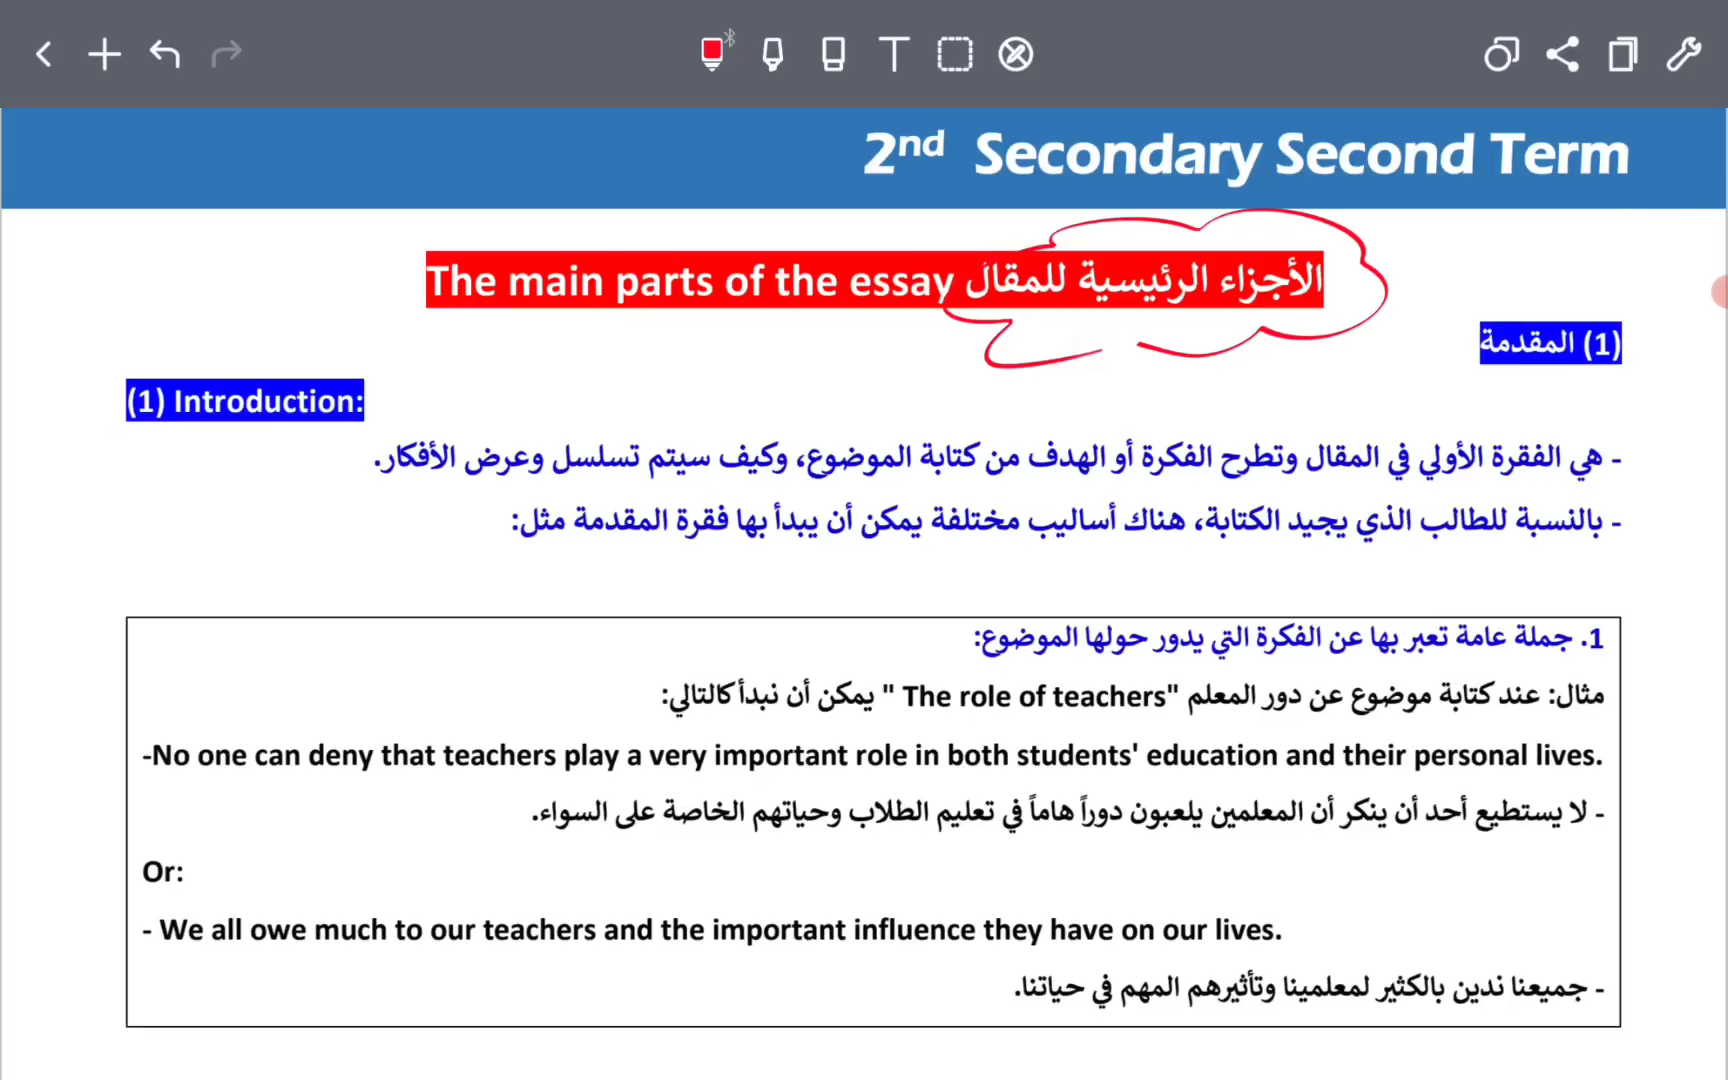 2nd Secondary Second Term
The main parts of the essay الأجزاء الرئيسية للمقال
(1) المقدمة
(1) Introduction:
- هي الفقرة الأولي في المقال وتطرح الفكرة أو الهدف من كتابة الموضوع، وكيف سيتم تسلسل وعرض الأفكار.
- بالنسبة للطالب الذي يجيد الكتابة، هناك أساليب مختلفة يمكن أن يبدأ بها فقرة المقدمة مثل:
1. جملة عامة تعبر بها عن الفكرة التي يدور حولها الموضوع:
مثال: عند كتابة موضوع عن دور المعلم "The role of teachers " يمكن أن نبدأ كالتالي:
-No one can deny that teachers play a very important role in both students' education and their personal lives.
- لا يستطيع أحد أن ينكر أن المعلمين يلعبون دوراً هاماً في تعليم الطلاب وحياتهم الخاصة على السواء.
Or:
- We all owe much to our teachers and the important influence they have on our lives.
- جميعنا ندين بالكثير لمعلمينا وتأثيرهم المهم في حياتنا.